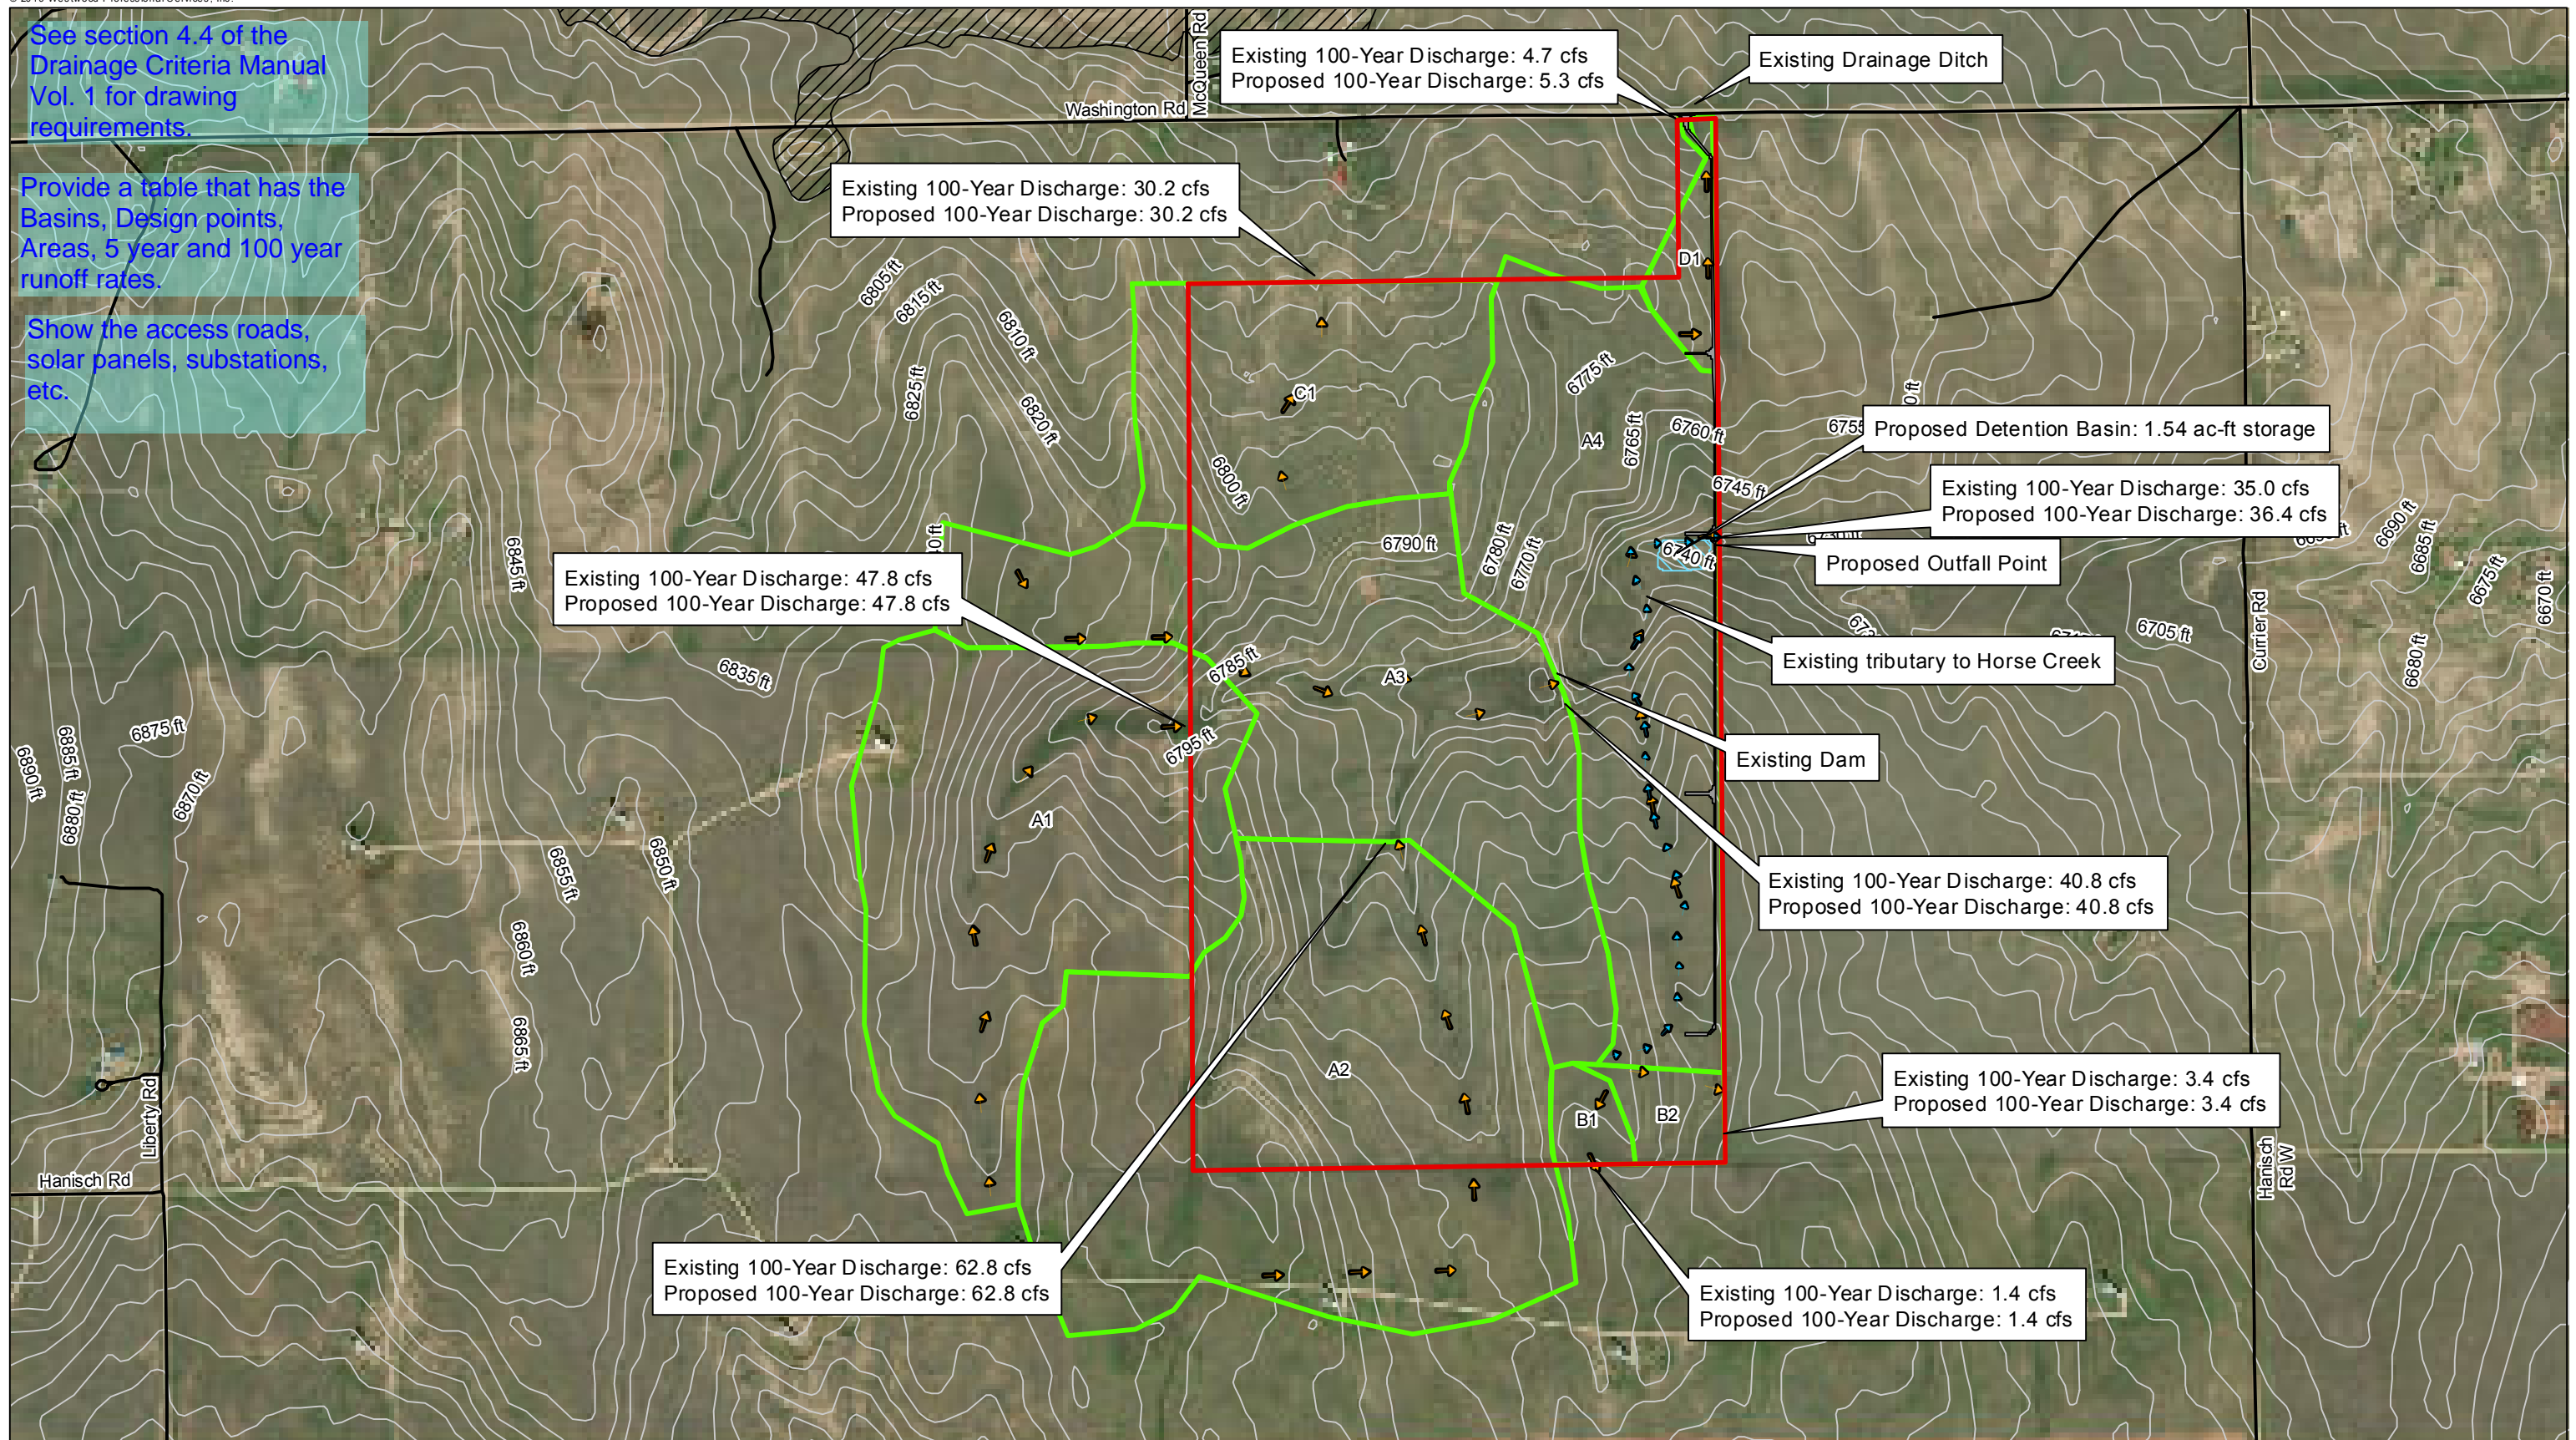 See section 4.4 of the
Drainage Criteria Manual
Vol. 1 for drawing
requirements.
Provide a table that has the
Basins, Design points,
Areas, 5 year and 100 year
runoff rates.
Show the access roads,
solar panels, substations,
etc.
McQueen Rd
Washington Rd
Existing 100-Year Discharge: 4.7 cfs
Proposed 100-Year Discharge: 5.3 cfs
Existing Drainage Ditch
Existing 100-Year Discharge: 30.2 cfs
Proposed 100-Year Discharge: 30.2 cfs
D1
6805 ft
6815 ft
6810 ft
6825 ft
6820 ft
C1
6775 ft
A4
6765 ft
6760 ft
6800 ft
6745 ft
Proposed Detention Basin: 1.54 ac-ft storage
Existing 100-Year Discharge: 35.0 cfs
Proposed 100-Year Discharge: 36.4 cfs
Proposed Outfall Point
6740 ft
6690 ft
6685 ft
6675 ft
6670 ft
6680 ft
6790 ft
6780 ft
6770 ft
6845 ft
Existing 100-Year Discharge: 47.8 cfs
Proposed 100-Year Discharge: 47.8 cfs
Existing tributary to Horse Creek
6705 ft
Currier Rd
6835 ft
6785 ft
A3
6795 ft
Existing Dam
6875 ft
6890 ft
6885 ft
6880 ft
6870 ft
A1
6855 ft
6850 ft
Existing 100-Year Discharge: 40.8 cfs
Proposed 100-Year Discharge: 40.8 cfs
6860 ft
6865 ft
A2
B1
B2
Existing 100-Year Discharge: 3.4 cfs
Proposed 100-Year Discharge: 3.4 cfs
Liberty Rd
Hanisch Rd
Hanisch
Rd W
Existing 100-Year Discharge: 62.8 cfs
Proposed 100-Year Discharge: 62.8 cfs
Existing 100-Year Discharge: 1.4 cfs
Proposed 100-Year Discharge: 1.4 cfs